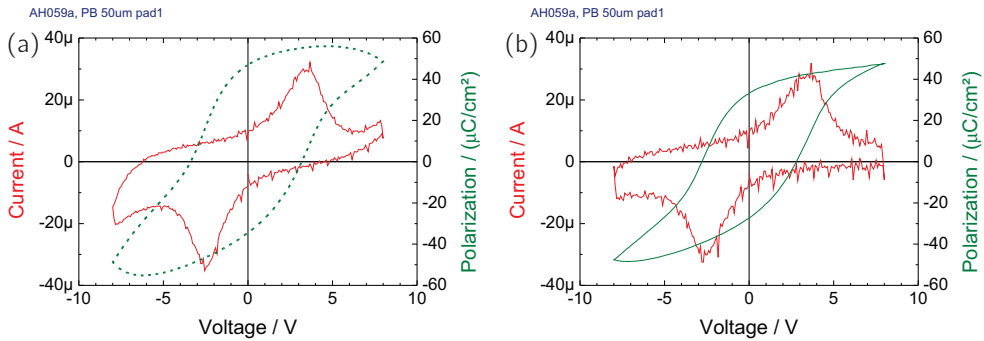 AH059a, PB 50um pad1
(a)
40µ
20µ
0
-20µ
-40µ
Current / A
-10
-5
0
5
10
Voltage / V
60
40
20
0
-20
-40
-60
Polarization / (µC/cm²)
AH059a, PB 50um pad1
(b)
40µ
20µ
0
-20µ
-40µ
Current / A
-10
-5
0
5
10
Voltage / V
60
40
20
0
-20
-40
-60
Polarization / (µC/cm²)